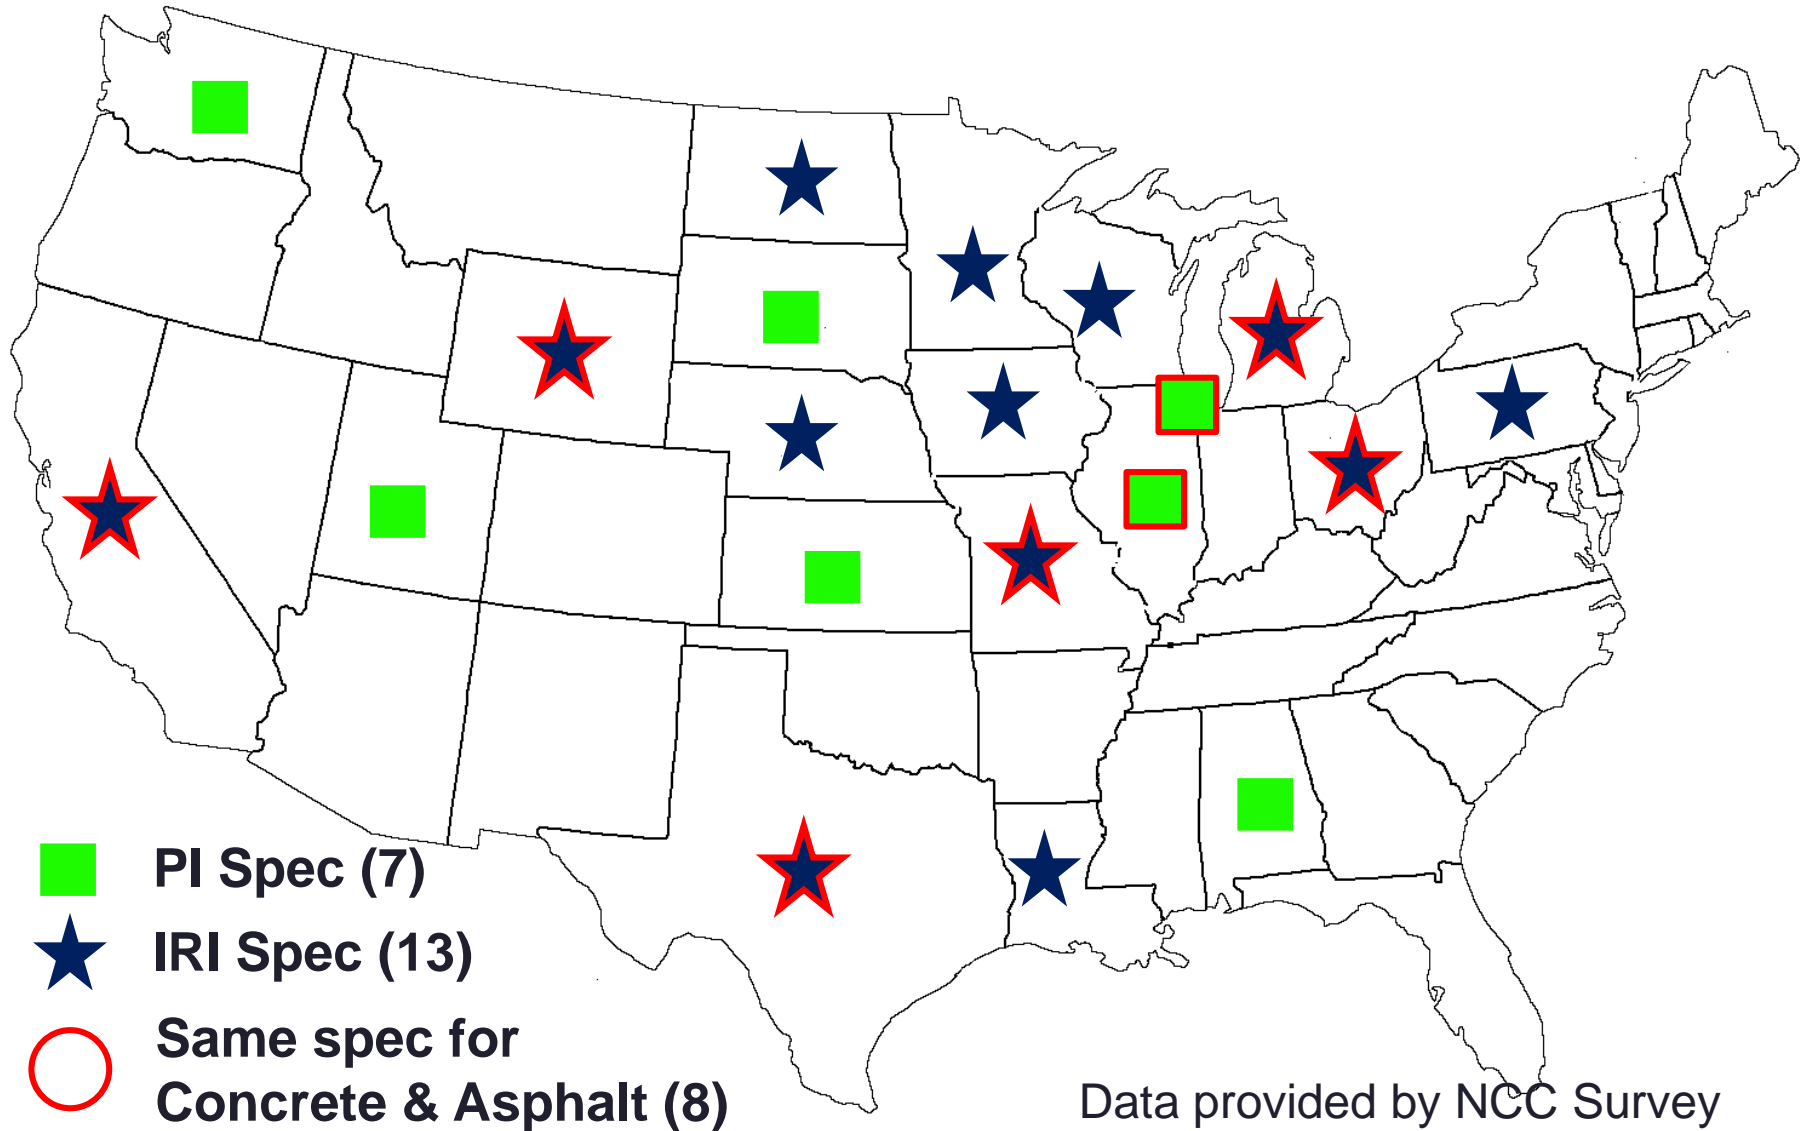 PI Spec (7)
IRI Spec (13)
Same spec for
Concrete & Asphalt (8)
Data provided by NCC Survey